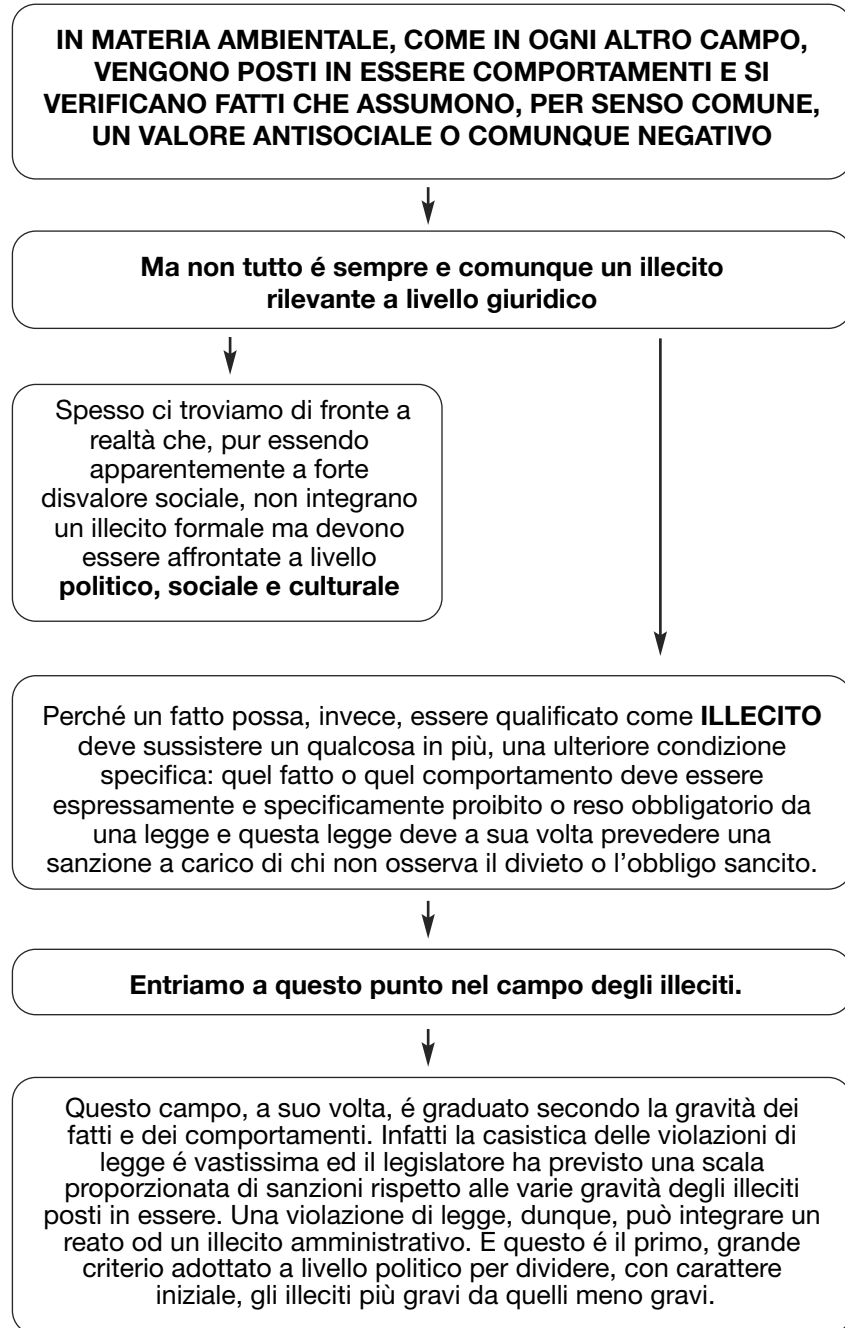 IN MATERIA AMBIENTALE, COME IN OGNI ALTRO CAMPO,
VENGONO POSTI IN ESSERE COMPORTAMENTI E SI
VERIFICANO FATTI CHE ASSUMONO, PER SENSO COMUNE,
UN VALORE ANTISOCIALE O COMUNQUE NEGATIVO
Ma non tutto é sempre e comunque un illecito
rilevante a livello giuridico
Spesso ci troviamo di fronte a
realtà che, pur essendo
apparentemente a forte
disvalore sociale, non integrano
un illecito formale ma devono
essere affrontate a livello
politico, sociale e culturale
Perché un fatto possa, invece, essere qualificato come ILLECITO
deve sussistere un qualcosa in più, una ulteriore condizione
specifica: quel fatto o quel comportamento deve essere
espressamente e specificamente proibito o reso obbligatorio da
una legge e questa legge deve a sua volta prevedere una
sanzione a carico di chi non osserva il divieto o l'obbligo sancito.
Entriamo a questo punto nel campo degli illeciti.
Questo campo, a suo volta, é graduato secondo la gravità dei
fatti e dei comportamenti. Infatti la casistica delle violazioni di
legge é vastissima ed il legislatore ha previsto una scala
proporzionata di sanzioni rispetto alle varie gravità degli illeciti
posti in essere. Una violazione di legge, dunque, può integrare un
reato od un illecito amministrativo. E questo é il primo, grande
criterio adottato a livello politico per dividere, con carattere
iniziale, gli illeciti più gravi da quelli meno gravi.